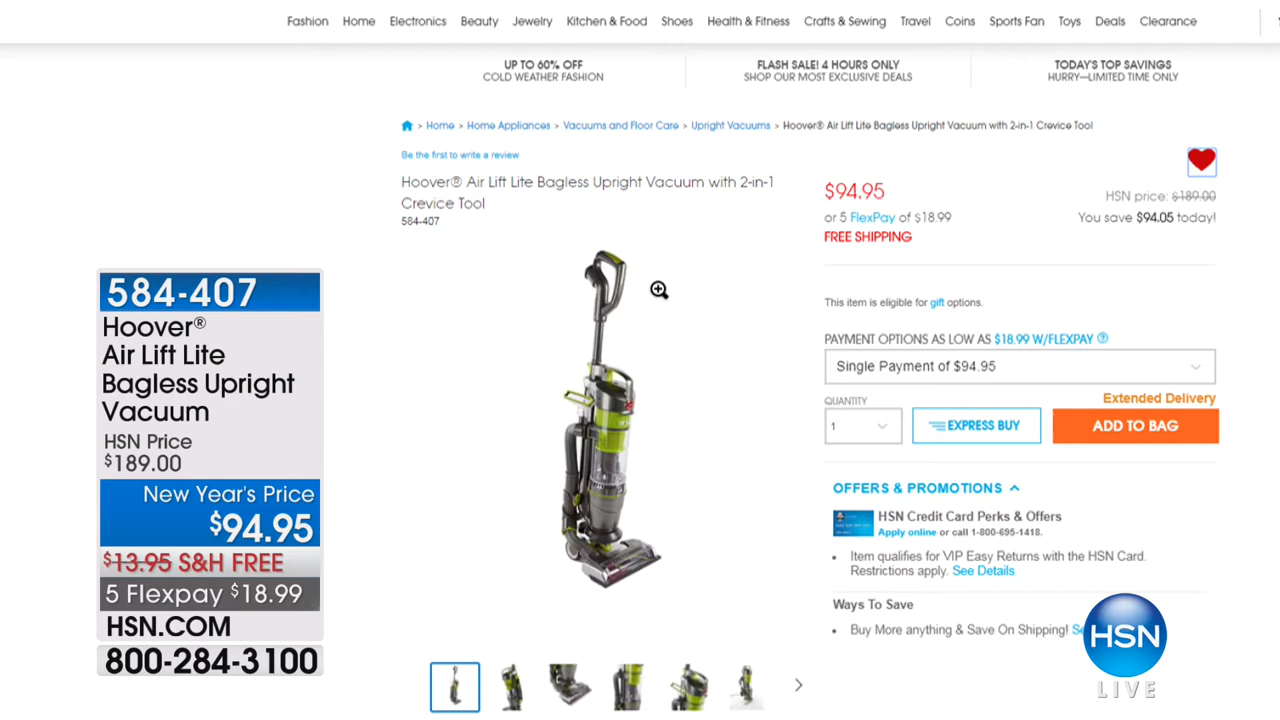 Fashion Home Electronics Beauty Jewelry Kitchen & Food Shoes Health & Fitness Crafts & Sewing Travel Coins Sports Fan Toys Deals Clearance
UP TO 60% OFF
COLD WEATHER FASHION
FLASH SALE! 4 HOURS ONLY
SHOP OUR MOST EXCLUSIVE DEALS
TODAY'S TOP SAVINGS
HURRY—LIMITED TIME ONLY
> Home > Home Appliances > Vacuums and Floor Care > Upright Vacuums > Hoover® Air Lift Lite Bagless Upright Vacuum with 2-in-1 Crevice Tool
Be the first to write a review
Hoover® Air Lift Lite Bagless Upright Vacuum with 2-in-1
Crevice Tool
584-407
$94.95
HSN price: $189.00
or 5 FlexPay of $18.99
You save $94.05 today!
FREE SHIPPING
This item is eligible for gift options.
PAYMENT OPTIONS AS LOW AS $18.99 W/FLEXPAY ?
Single Payment of $94.95
Extended Delivery
QUANTITY
1
EXPRESS BUY
ADD TO BAG
OFFERS & PROMOTIONS
HSN Credit Card Perks & Offers
Apply online or call 1-800-695-1418.
• Item qualifies for VIP Easy Returns with the HSN Card.
Restrictions apply. See Details
Ways To Save
• Buy More anything & Save On Shipping!
584-407
Hoover®
Air Lift Lite
Bagless Upright
Vacuum
HSN Price
$189.00
New Year's Price
$94.95
$13.95 S&H FREE
5 Flexpay $18.99
HSN.COM
800-284-3100
HSN
LIVE